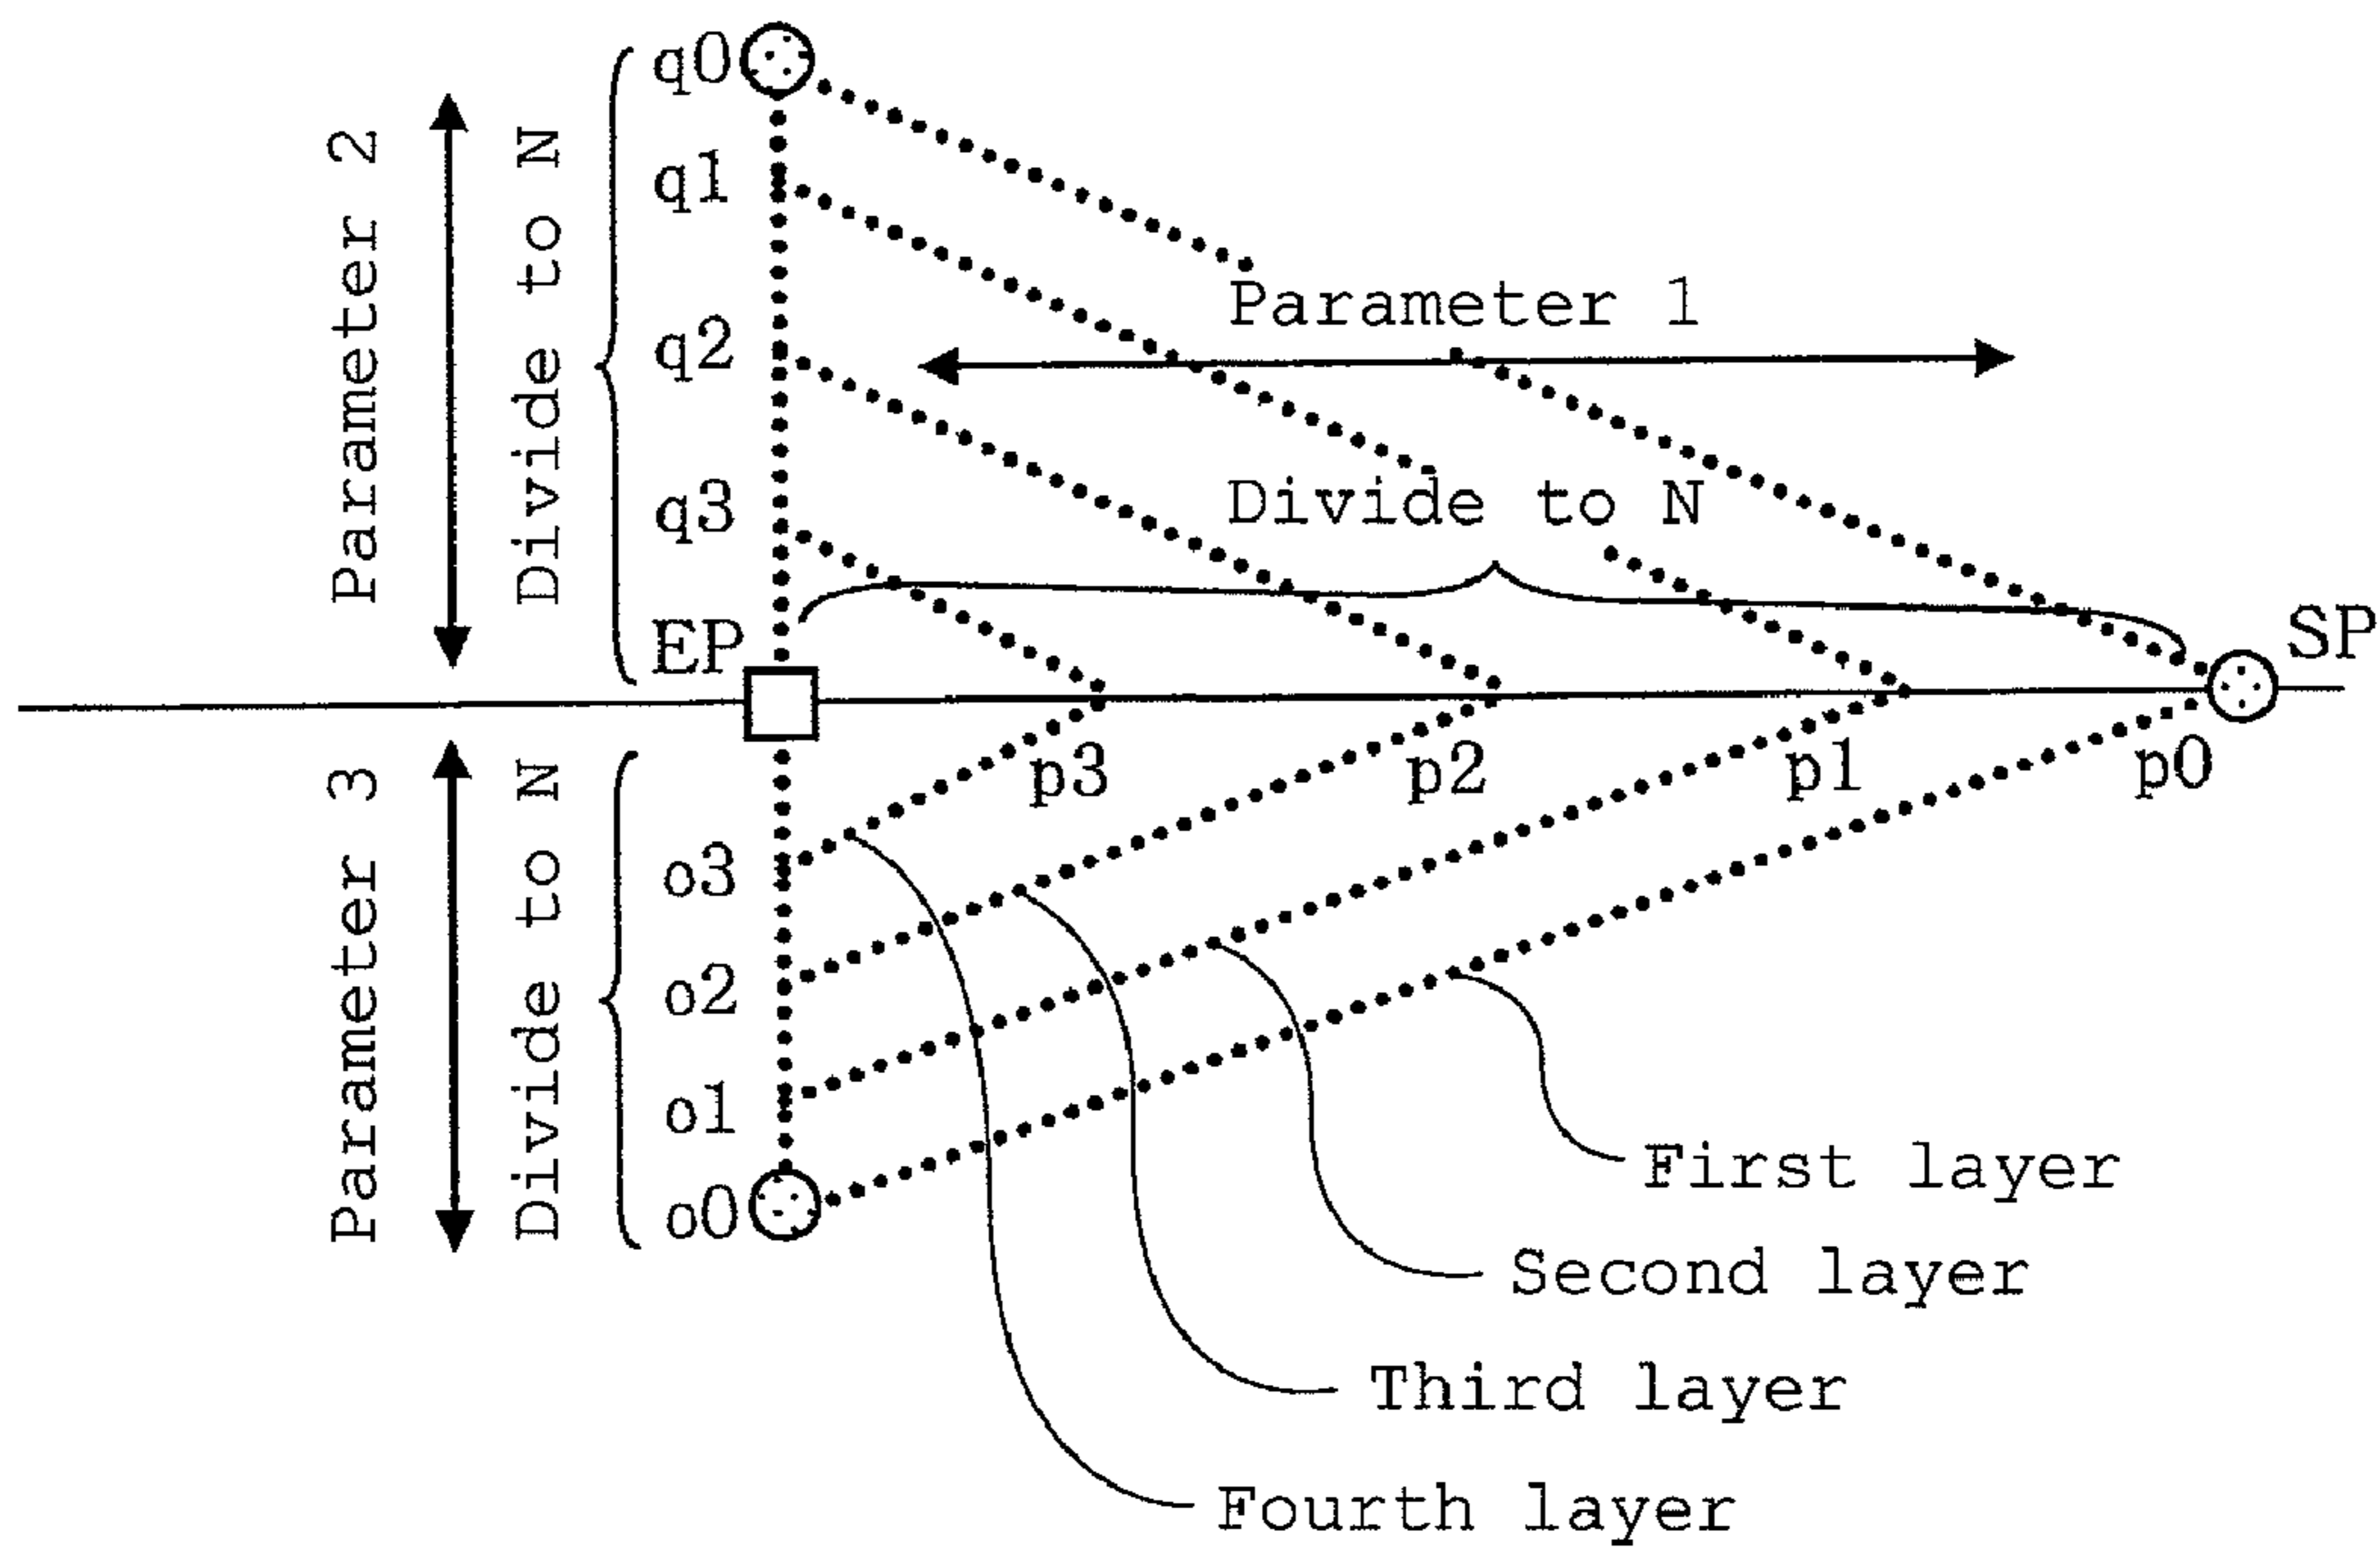 Parameter 2
Divide to N
q0
q1
q2
q3
EP
Parameter 1
Divide to N
SP
p3
p2
p1
p0
Parameter 3
Divide to N
o3
o2
o1
o0
First layer
Second layer
Third layer
Fourth layer